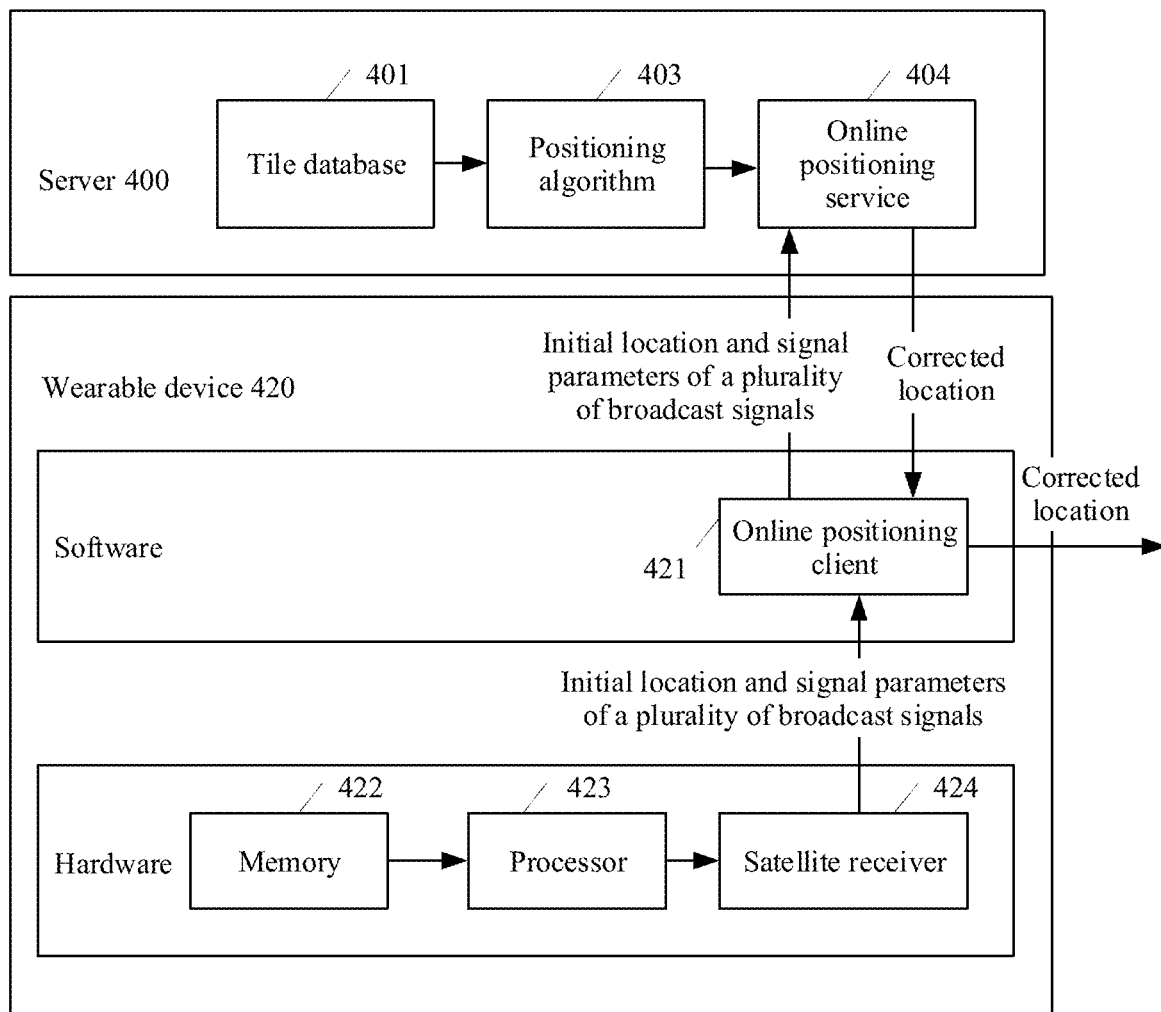 401
403
404
Server 400
Tile database
Positioning
algorithm
Online
positioning
service
Initial location and signal
parameters of a plurality
of broadcast signals
Corrected
location
Wearable device 420
Corrected
location
Software
421
Online positioning
client
Initial location and signal parameters
of a plurality of broadcast signals
422
423
424
Hardware
Memory
Processor
Satellite receiver